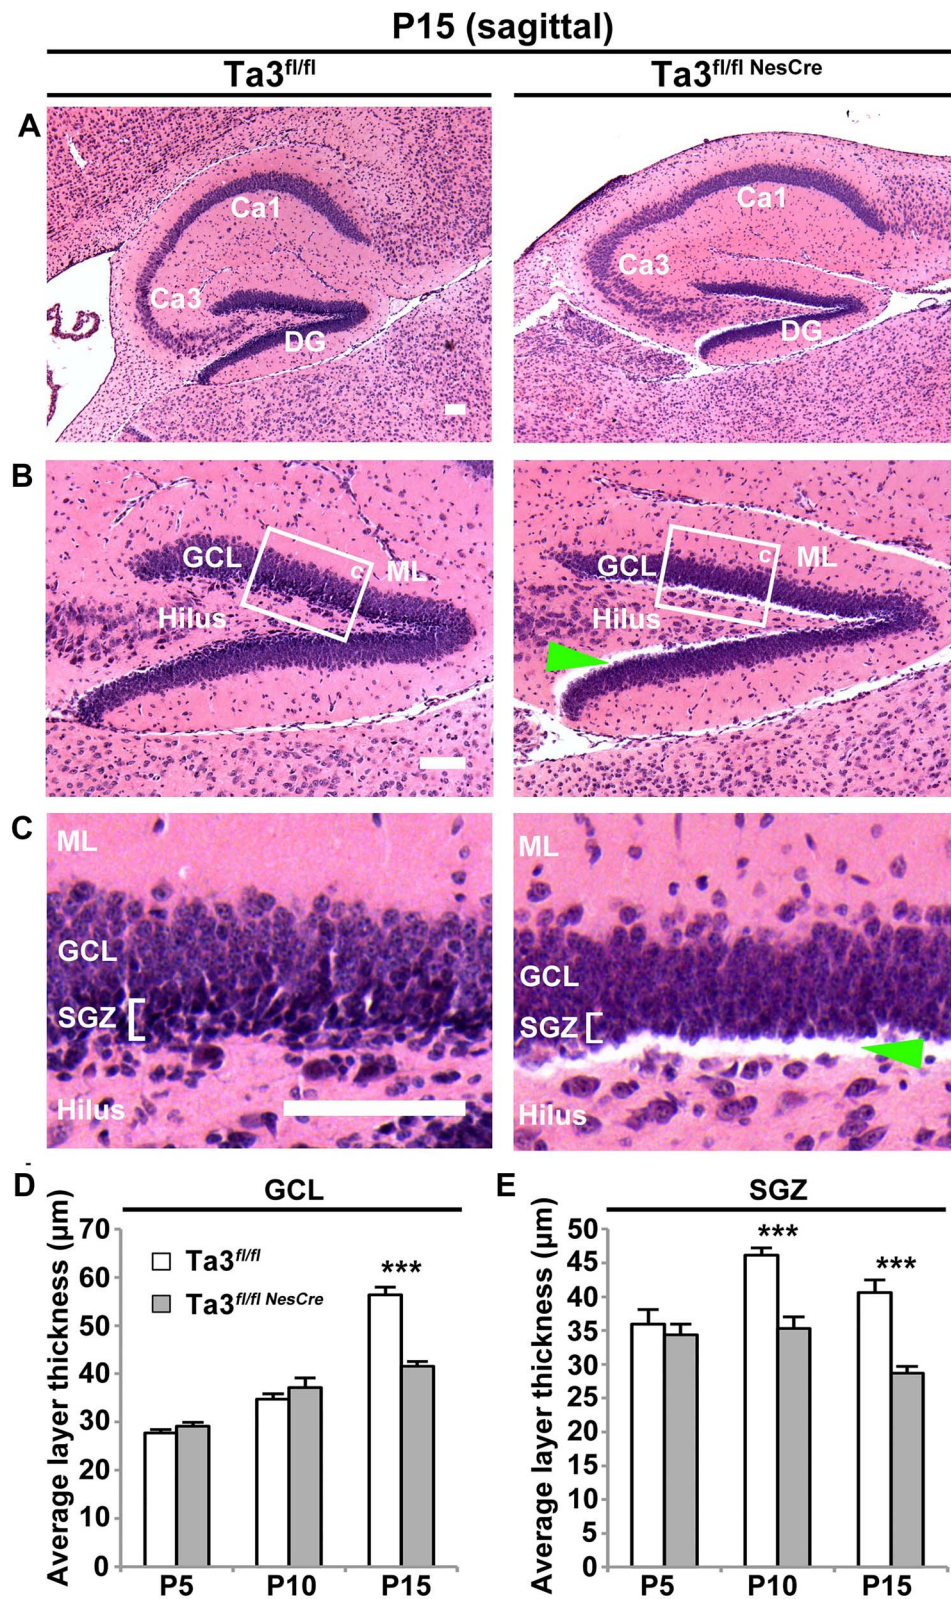 P15 (sagittal)
Ta3fl/fl
Ta3fl/fl NesCre
A
Ca1
Ca3
DG
Ca1
Ca3
DG
B
GCL
c
ML
Hilus
GCL
c
ML
Hilus
C
ML
GCL
SGZ
Hilus
ML
GCL
SGZ
Hilus
D
GCL
Average layer thickness (µm)
70
60
50
40
30
20
10
0
Ta3fl/fl
Ta3fl/fl NesCre
***
P5
P10
P15
E
SGZ
Average layer thickness (µm)
50
45
40
35
30
25
20
15
10
5
0
***
***
P5
P10
P15